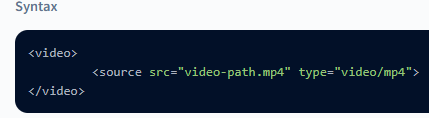 Syntax
<video>
<source src="video-path.mp4" type="video/mp4">
</video>